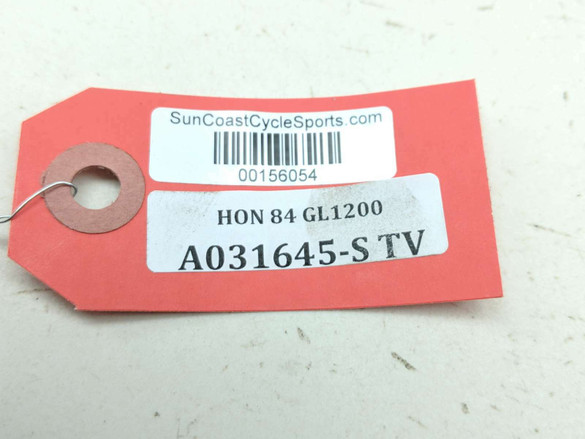 SunCoastCycleSports.com
00156054
HON 84 GL1200
A031645-S TV